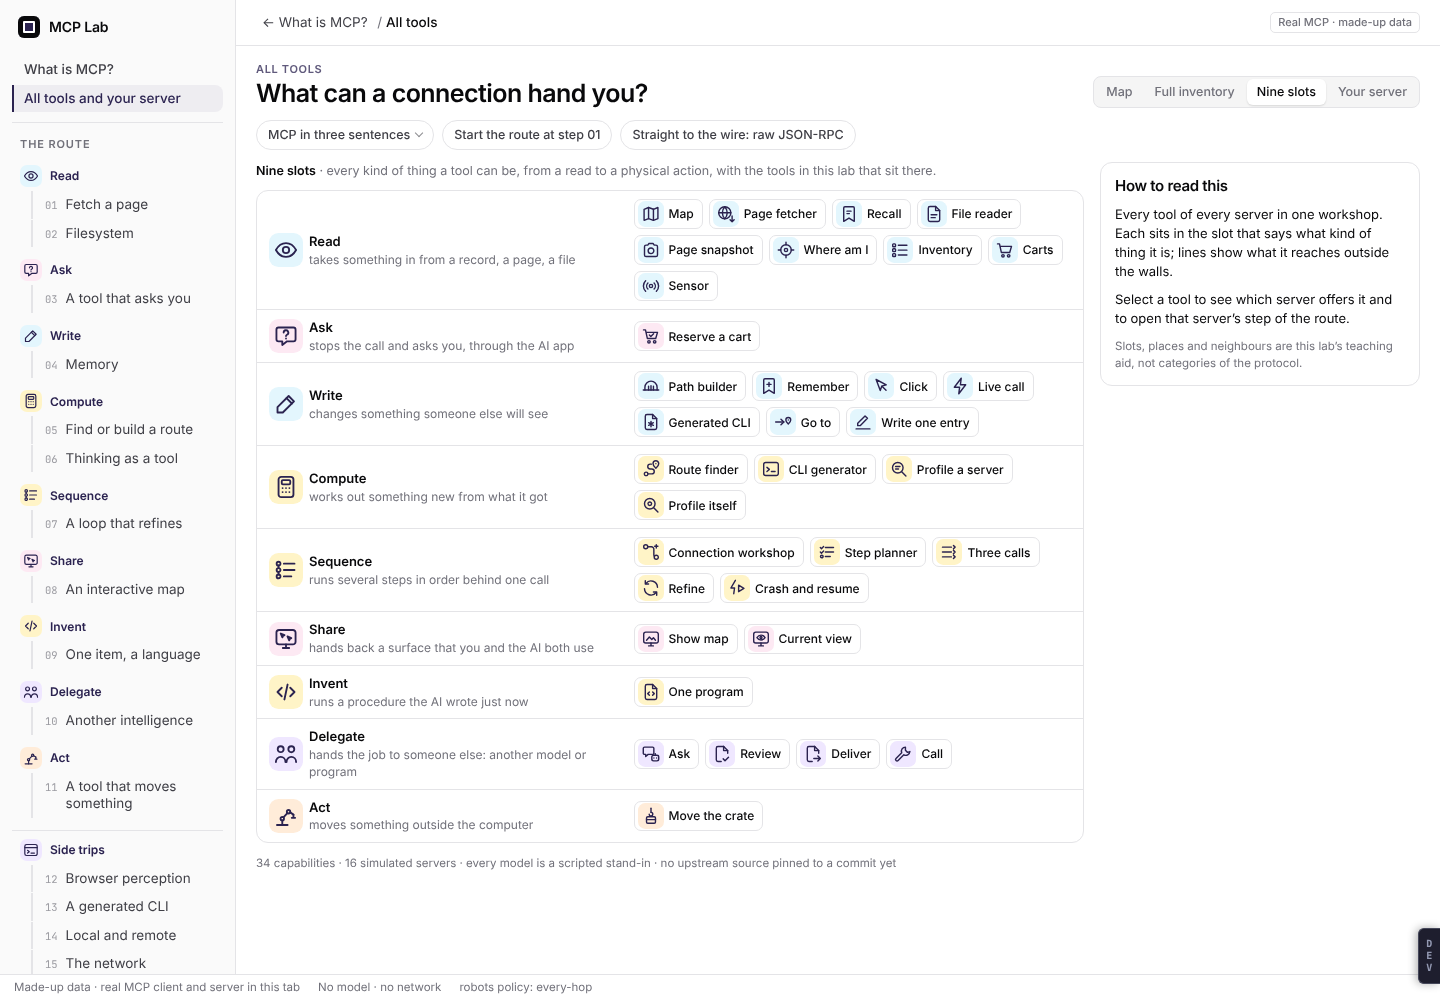 MCP Lab
What is MCP?
All tools and your server
THE ROUTE
Read
01 Fetch a page
02 Filesystem
Ask
03 A tool that asks you
Write
04 Memory
Compute
05 Find or build a route
06 Thinking as a tool
Sequence
07 A loop that refines
Share
08 An interactive map
Invent
09 One item, a language
Delegate
10 Another intelligence
Act
11 A tool that moves
something
Side trips
12 Browser perception
13 A generated CLI
14 Local and remote
15 The network
← What is MCP? / All tools
Real MCP · made-up data
ALL TOOLS
What can a connection hand you?
Map Full inventory Nine slots Your server
MCP in three sentences Start the route at step 01 Straight to the wire: raw JSON-RPC
Nine slots · every kind of thing a tool can be, from a read to a physical action, with the tools in this lab that sit there.
Read
takes something in from a record, a page, a file
Map Page fetcher Recall File reader
Page snapshot Where am I Inventory Carts
Sensor
Ask
stops the call and asks you, through the AI app
Reserve a cart
Write
changes something someone else will see
Path builder Remember Click Live call
Generated CLI Go to Write one entry
Compute
works out something new from what it got
Route finder CLI generator Profile a server
Profile itself
Sequence
runs several steps in order behind one call
Connection workshop Step planner Three calls
Refine Crash and resume
Share
hands back a surface that you and the AI both use
Show map Current view
Invent
runs a procedure the AI wrote just now
One program
Delegate
hands the job to someone else: another model or
program
Ask Review Deliver Call
Act
moves something outside the computer
Move the crate
34 capabilities · 16 simulated servers · every model is a scripted stand-in · no upstream source pinned to a commit yet
How to read this
Every tool of every server in one workshop.
Each sits in the slot that says what kind of
thing it is; lines show what it reaches outside
the walls.
Select a tool to see which server offers it and
to open that server’s step of the route.
Slots, places and neighbours are this lab’s teaching
aid, not categories of the protocol.
DEV
Made-up data · real MCP client and server in this tab No model · no network robots policy: every-hop